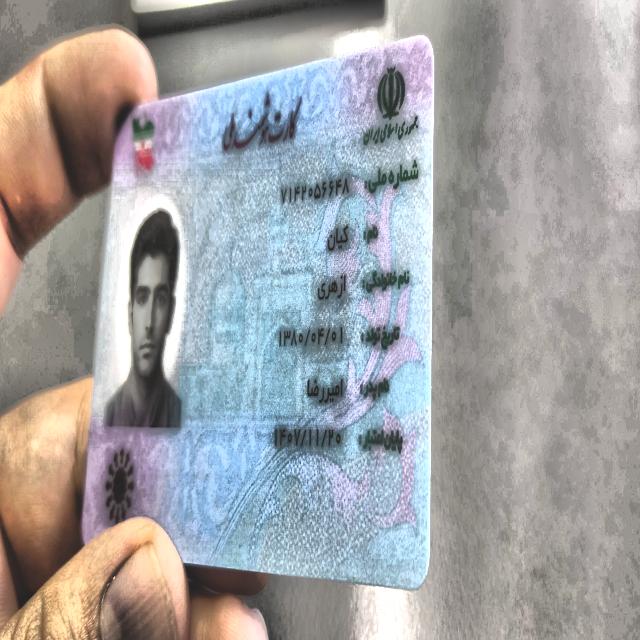 کارت ملی
جمهوری اسلامی ایران
شماره ملی: ۷۱۴۲۰۵۶۶۴۸
نام: کیان
نام خانوادگی: ازهری
تاریخ تولد: ۱۳۸۰/۰۴/۰۱
نام پدر: امیررضا
پایان اعتبار: ۱۴۰۷/۱۱/۲۰